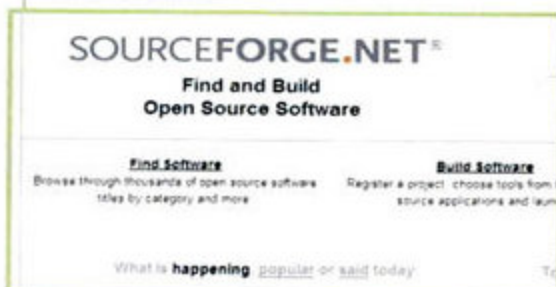 SOURCEFORGE.NET®
Find and Build
Open Source Software
Find Software
Browse through thousands of open source software
titles by category and more
Build Software
Register a project choose tools from
source applications and laun
What is happening popular or said today